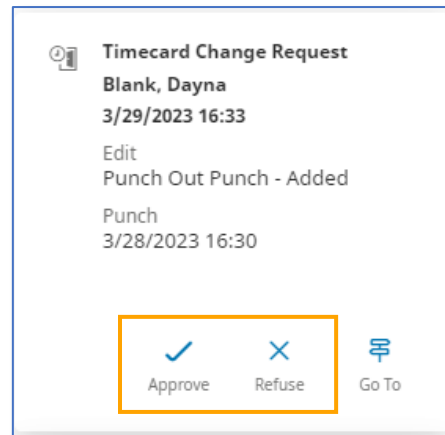 Timecard Change Request
Blank, Dayna
3/29/2023 16:33
Edit
Punch Out Punch - Added
Punch
3/28/2023 16:30
Approve Refuse Go To